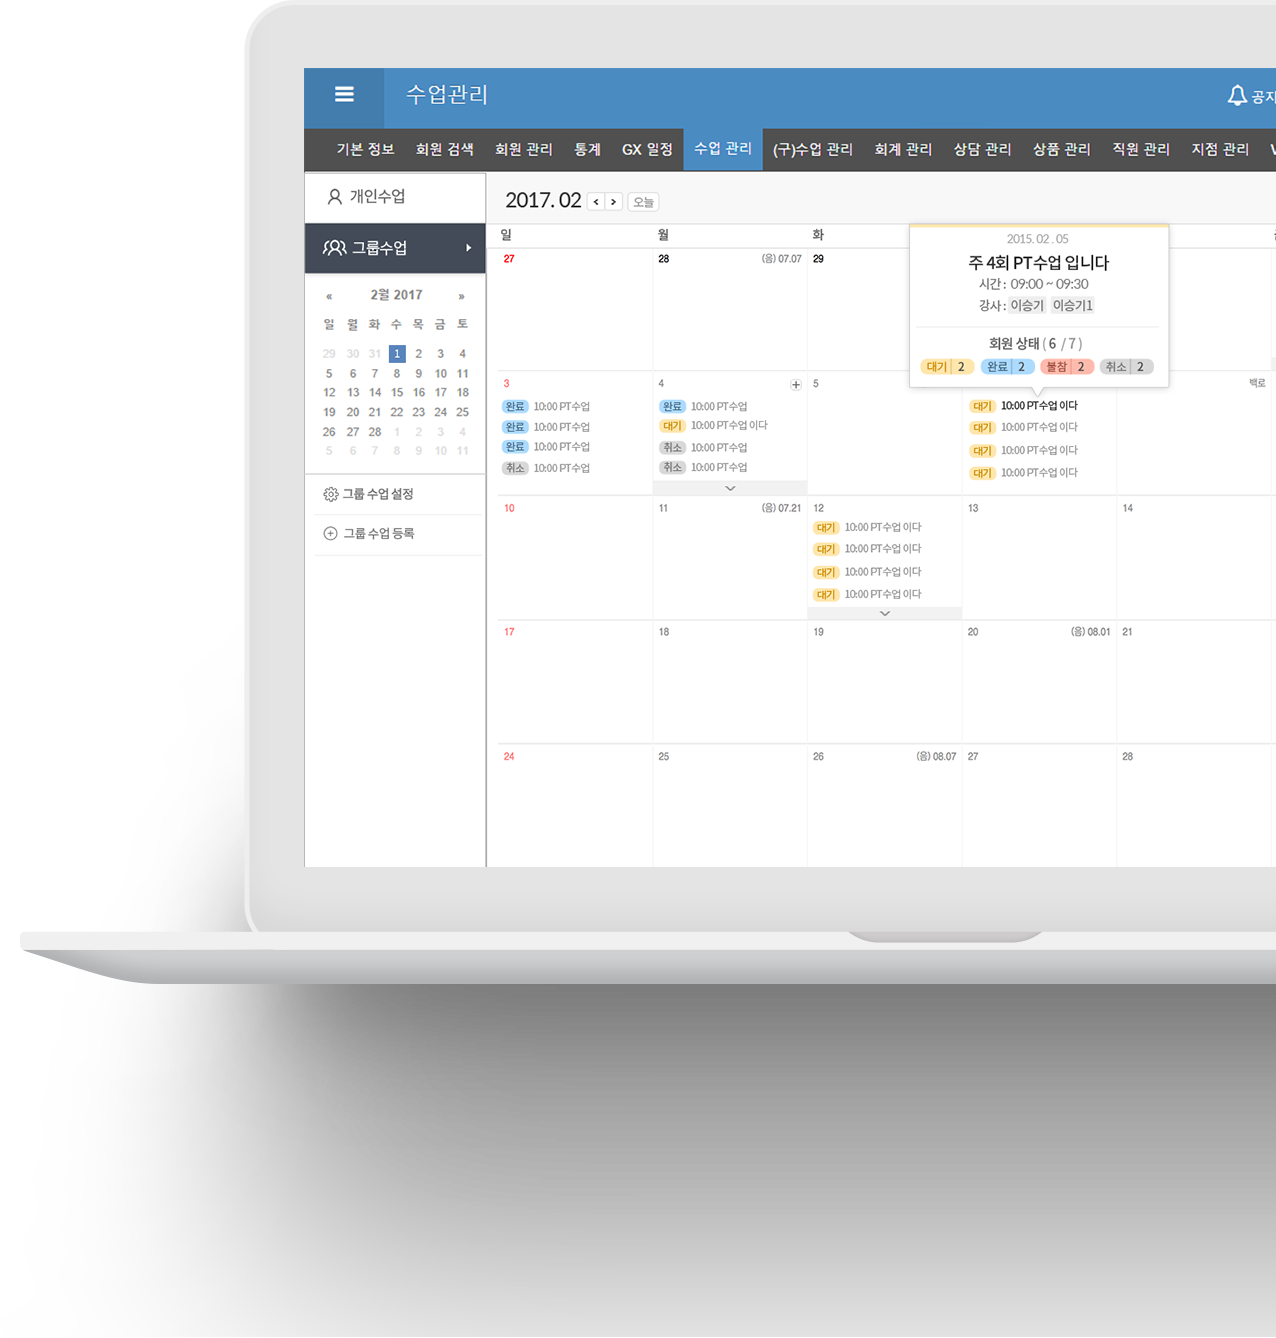 수업관리
기본 정보 회원 검색 회원 관리 통계 GX 일정 수업 관리 (구)수업 관리 회계 관리 상담 관리 상품 관리 직원 관리 지점 관리
개인수업
그룹수업
« 2월 2017 »
일 월 화 수 목 금 토
29 30 31 1 2 3 4
5 6 7 8 9 10 11
12 13 14 15 16 17 18
19 20 21 22 23 24 25
26 27 28 1 2 3 4
5 6 7 8 9 10 11
그룹 수업 설정
그룹 수업 등록
2017. 02 < > 오늘
일 월 화
27 28 (음) 07.07 29
2015. 02 . 05
주 4회 PT수업 입니다
시간 : 09:00 ~ 09:30
강사 : 이승기 이승기1
회원 상태 ( 6 / 7 )
대기 2 완료 2 불참 2 취소 2
3 4 + 5 백로
완료 10:00 PT수업
완료 10:00 PT수업
완료 10:00 PT수업
취소 10:00 PT수업
완료 10:00 PT수업
대기 10:00 PT수업 이다
취소 10:00 PT수업
취소 10:00 PT수업
대기 10:00 PT수업 이다
대기 10:00 PT수업 이다
대기 10:00 PT수업 이다
대기 10:00 PT수업 이다
10 11 (음) 07.21 12 13 14
대기 10:00 PT수업 이다
대기 10:00 PT수업 이다
대기 10:00 PT수업 이다
대기 10:00 PT수업 이다
17 18 19 20 (음) 08.01 21
24 25 26 (음) 08.07 27 28